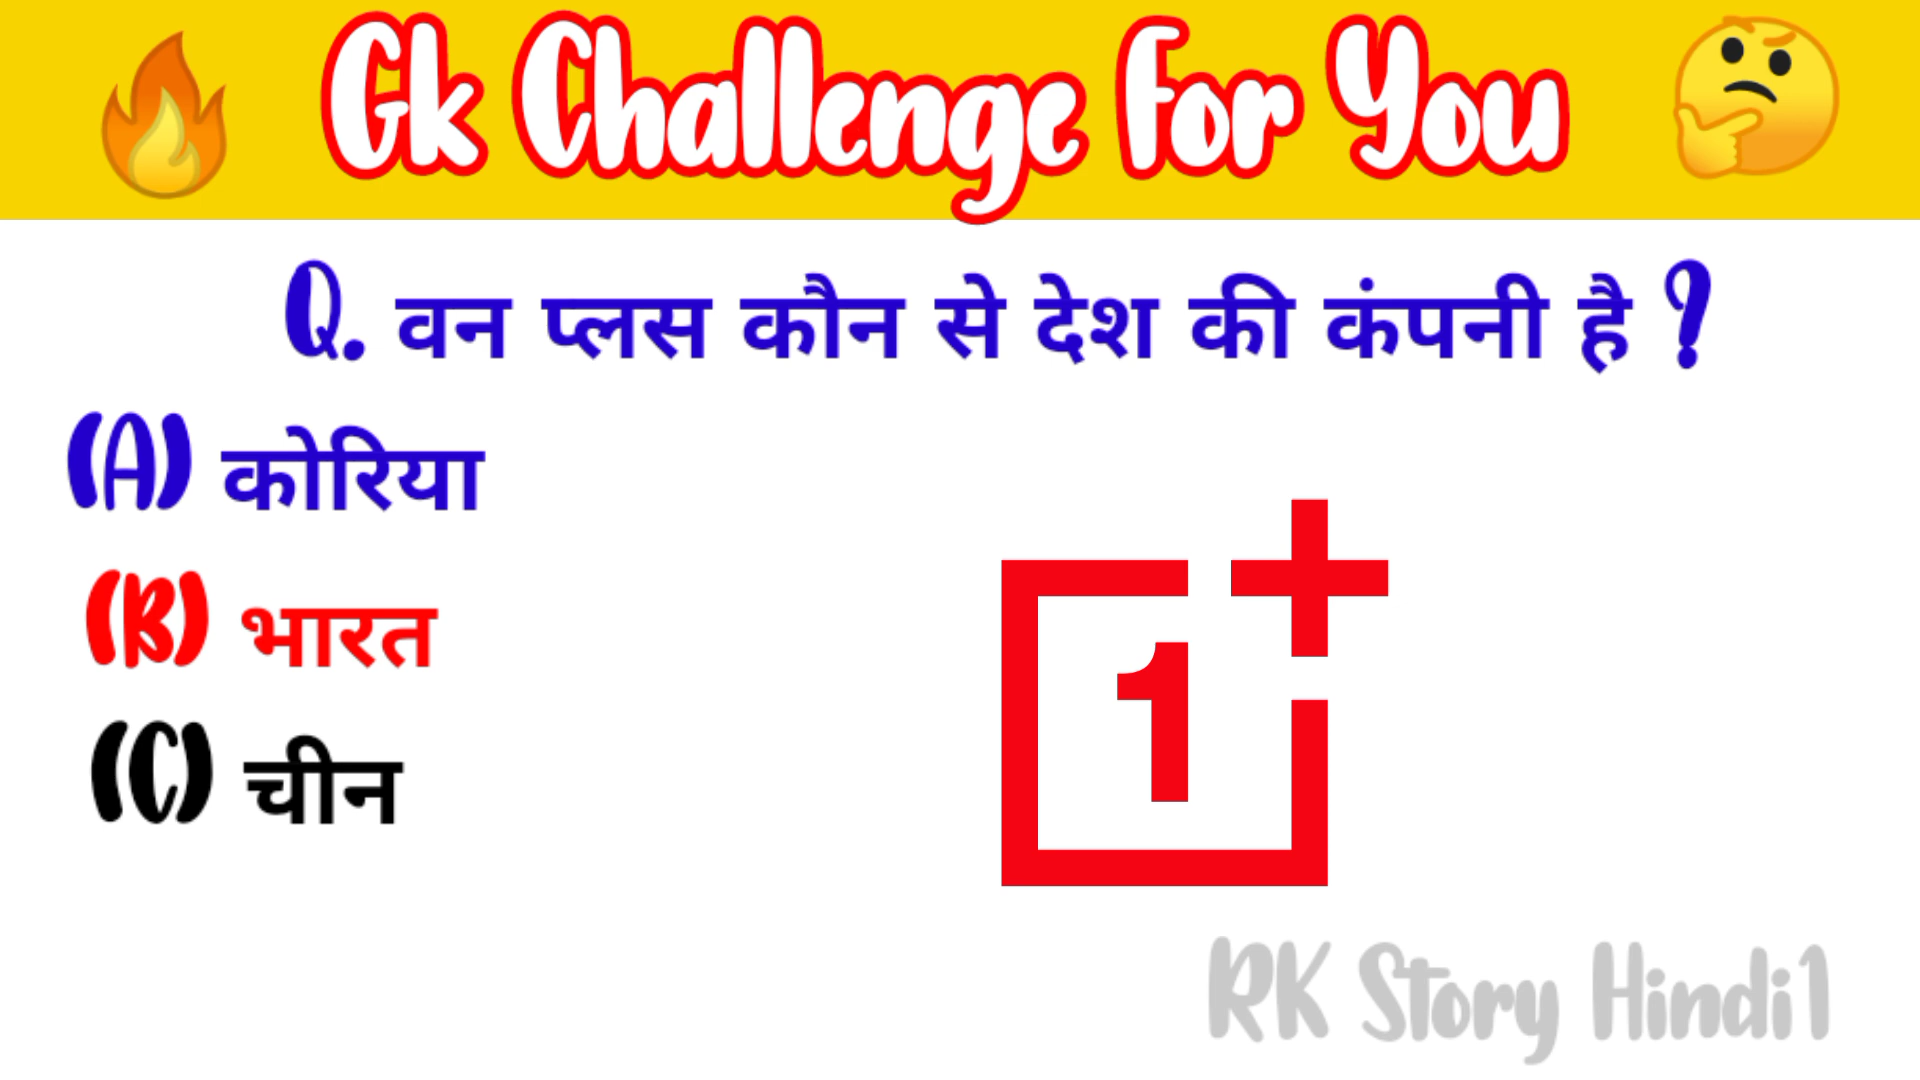 Gk Challenge For You
Q. वन प्लस कौन से देश की कंपनी है ?
(A) कोरिया
(B) भारत
(C) चीन
1+
RK Story Hindi1